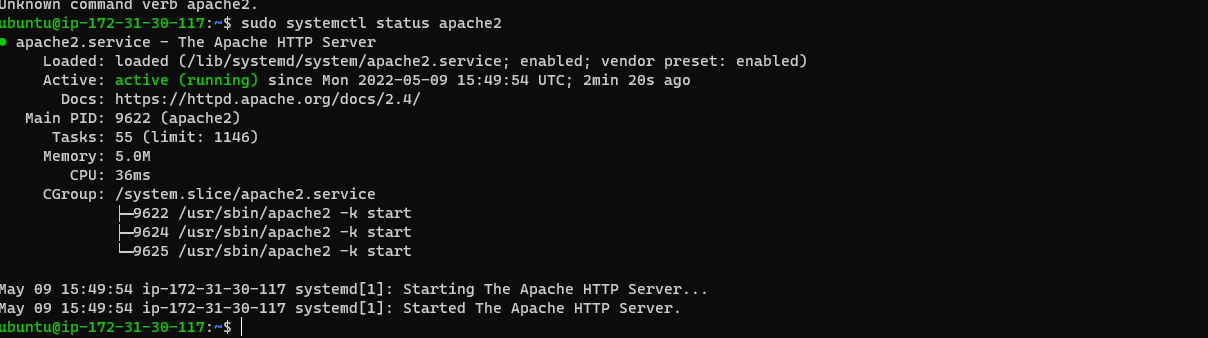 Unknown command verb apache2.
ubuntu@ip-172-31-30-117:~$ sudo systemctl status apache2
● apache2.service - The Apache HTTP Server
     Loaded: loaded (/lib/systemd/system/apache2.service; enabled; vendor preset: enabled)
     Active: active (running) since Mon 2022-05-09 15:49:54 UTC; 2min 20s ago
       Docs: https://httpd.apache.org/docs/2.4/
   Main PID: 9622 (apache2)
      Tasks: 55 (limit: 1146)
     Memory: 5.0M
        CPU: 36ms
     CGroup: /system.slice/apache2.service
             ├─9622 /usr/sbin/apache2 -k start
             ├─9624 /usr/sbin/apache2 -k start
             └─9625 /usr/sbin/apache2 -k start

May 09 15:49:54 ip-172-31-30-117 systemd[1]: Starting The Apache HTTP Server...
May 09 15:49:54 ip-172-31-30-117 systemd[1]: Started The Apache HTTP Server.
ubuntu@ip-172-31-30-117:~$